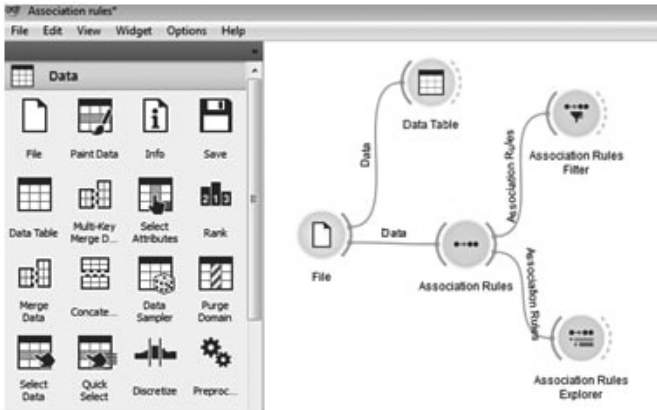 Association rules*
File Edit View Widget Options Help
Data
File Paint Data Info Save
Data Table Multi-Key Merge D... Select Attributes Rank
Merge Data Concate... Data Sampler Purge Domain
Select Data Quick Select Discretize Preproc...
Data Table
Data
Association Rules
Association Rules Filter
Data
File
Association Rules
Association Rules
Association Rules Explorer